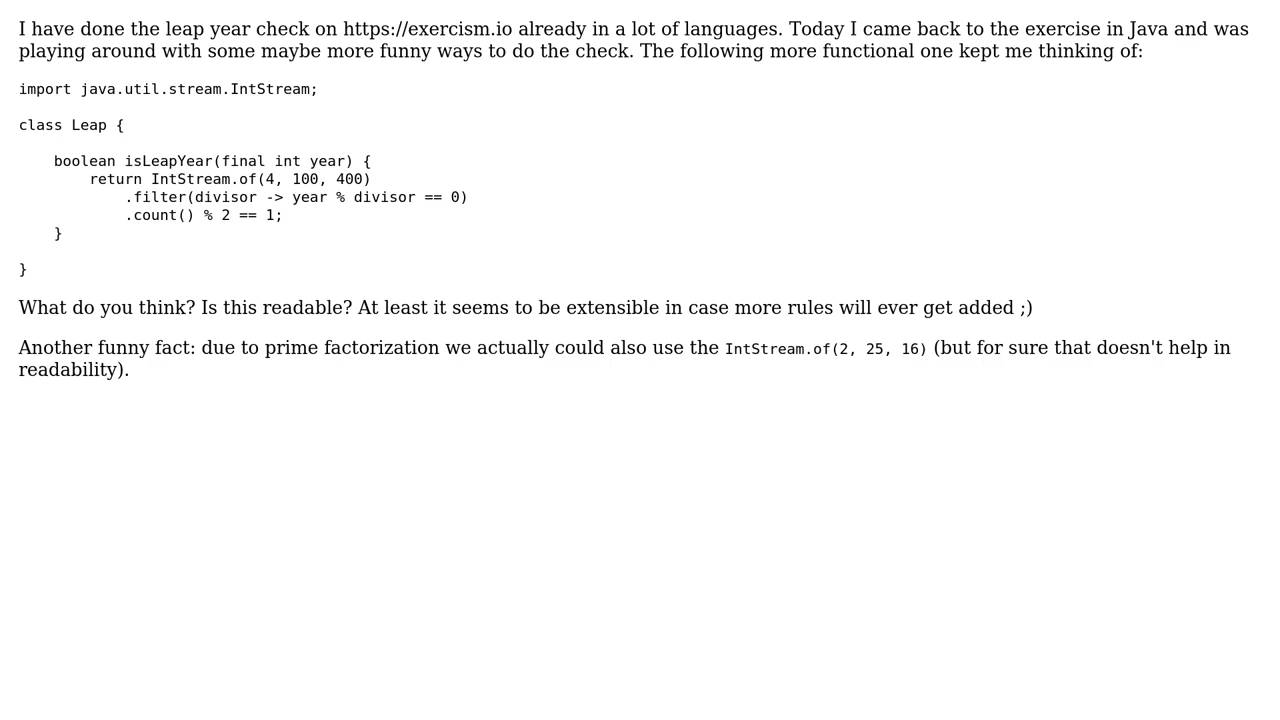 I have done the leap year check on https://exercism.io already in a lot of languages. Today I came back to the exercise in Java and was
playing around with some maybe more funny ways to do the check. The following more functional one kept me thinking of:
import java.util.stream.IntStream;
class Leap {
    boolean isLeapYear(final int year) {
        return IntStream.of(4, 100, 400)
            .filter(divisor -> year % divisor == 0)
            .count() % 2 == 1;
    }
}
What do you think? Is this readable? At least it seems to be extensible in case more rules will ever get added ;)
Another funny fact: due to prime factorization we actually could also use the IntStream.of(2, 25, 16) (but for sure that doesn't help in
readability).